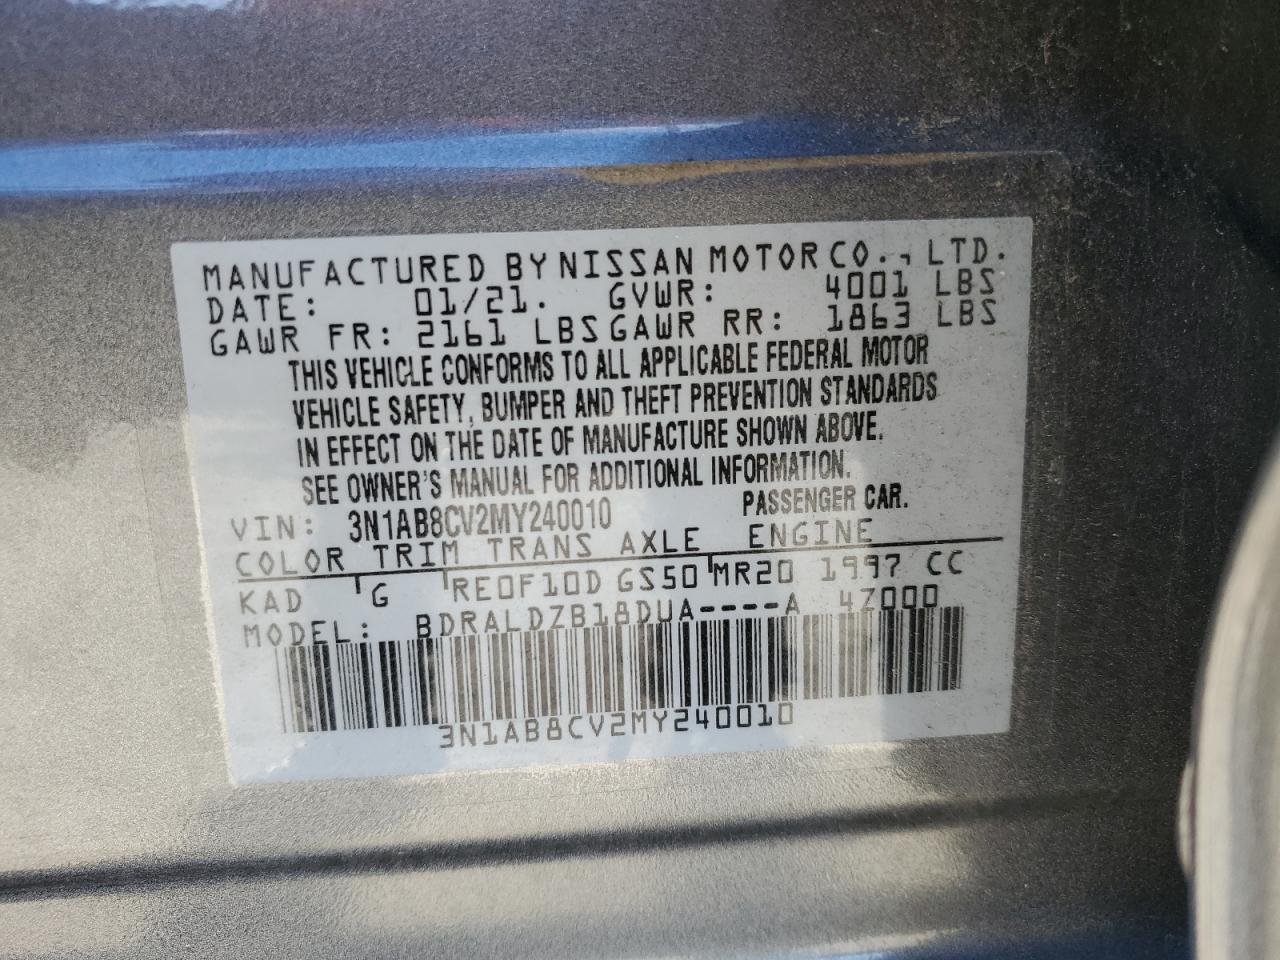 MANUFACTURED BY NISSAN MOTOR CO., LTD.
DATE: 01/21. GVWR: 4001 LBS
GAWR FR: 2161 LBS GAWR RR: 1863 LBS
THIS VEHICLE CONFORMS TO ALL APPLICABLE FEDERAL MOTOR
VEHICLE SAFETY, BUMPER AND THEFT PREVENTION STANDARDS
IN EFFECT ON THE DATE OF MANUFACTURE SHOWN ABOVE.
SEE OWNER'S MANUAL FOR ADDITIONAL INFORMATION.
VIN: 3N1AB8CV2MY240010 PASSENGER CAR.
COLOR TRIM TRANS AXLE ENGINE
KAD G RE0F10D GS50 MR20 1997 CC
MODEL: BDRALDZB18DUA----A 4Z000
3N1AB8CV2MY240010